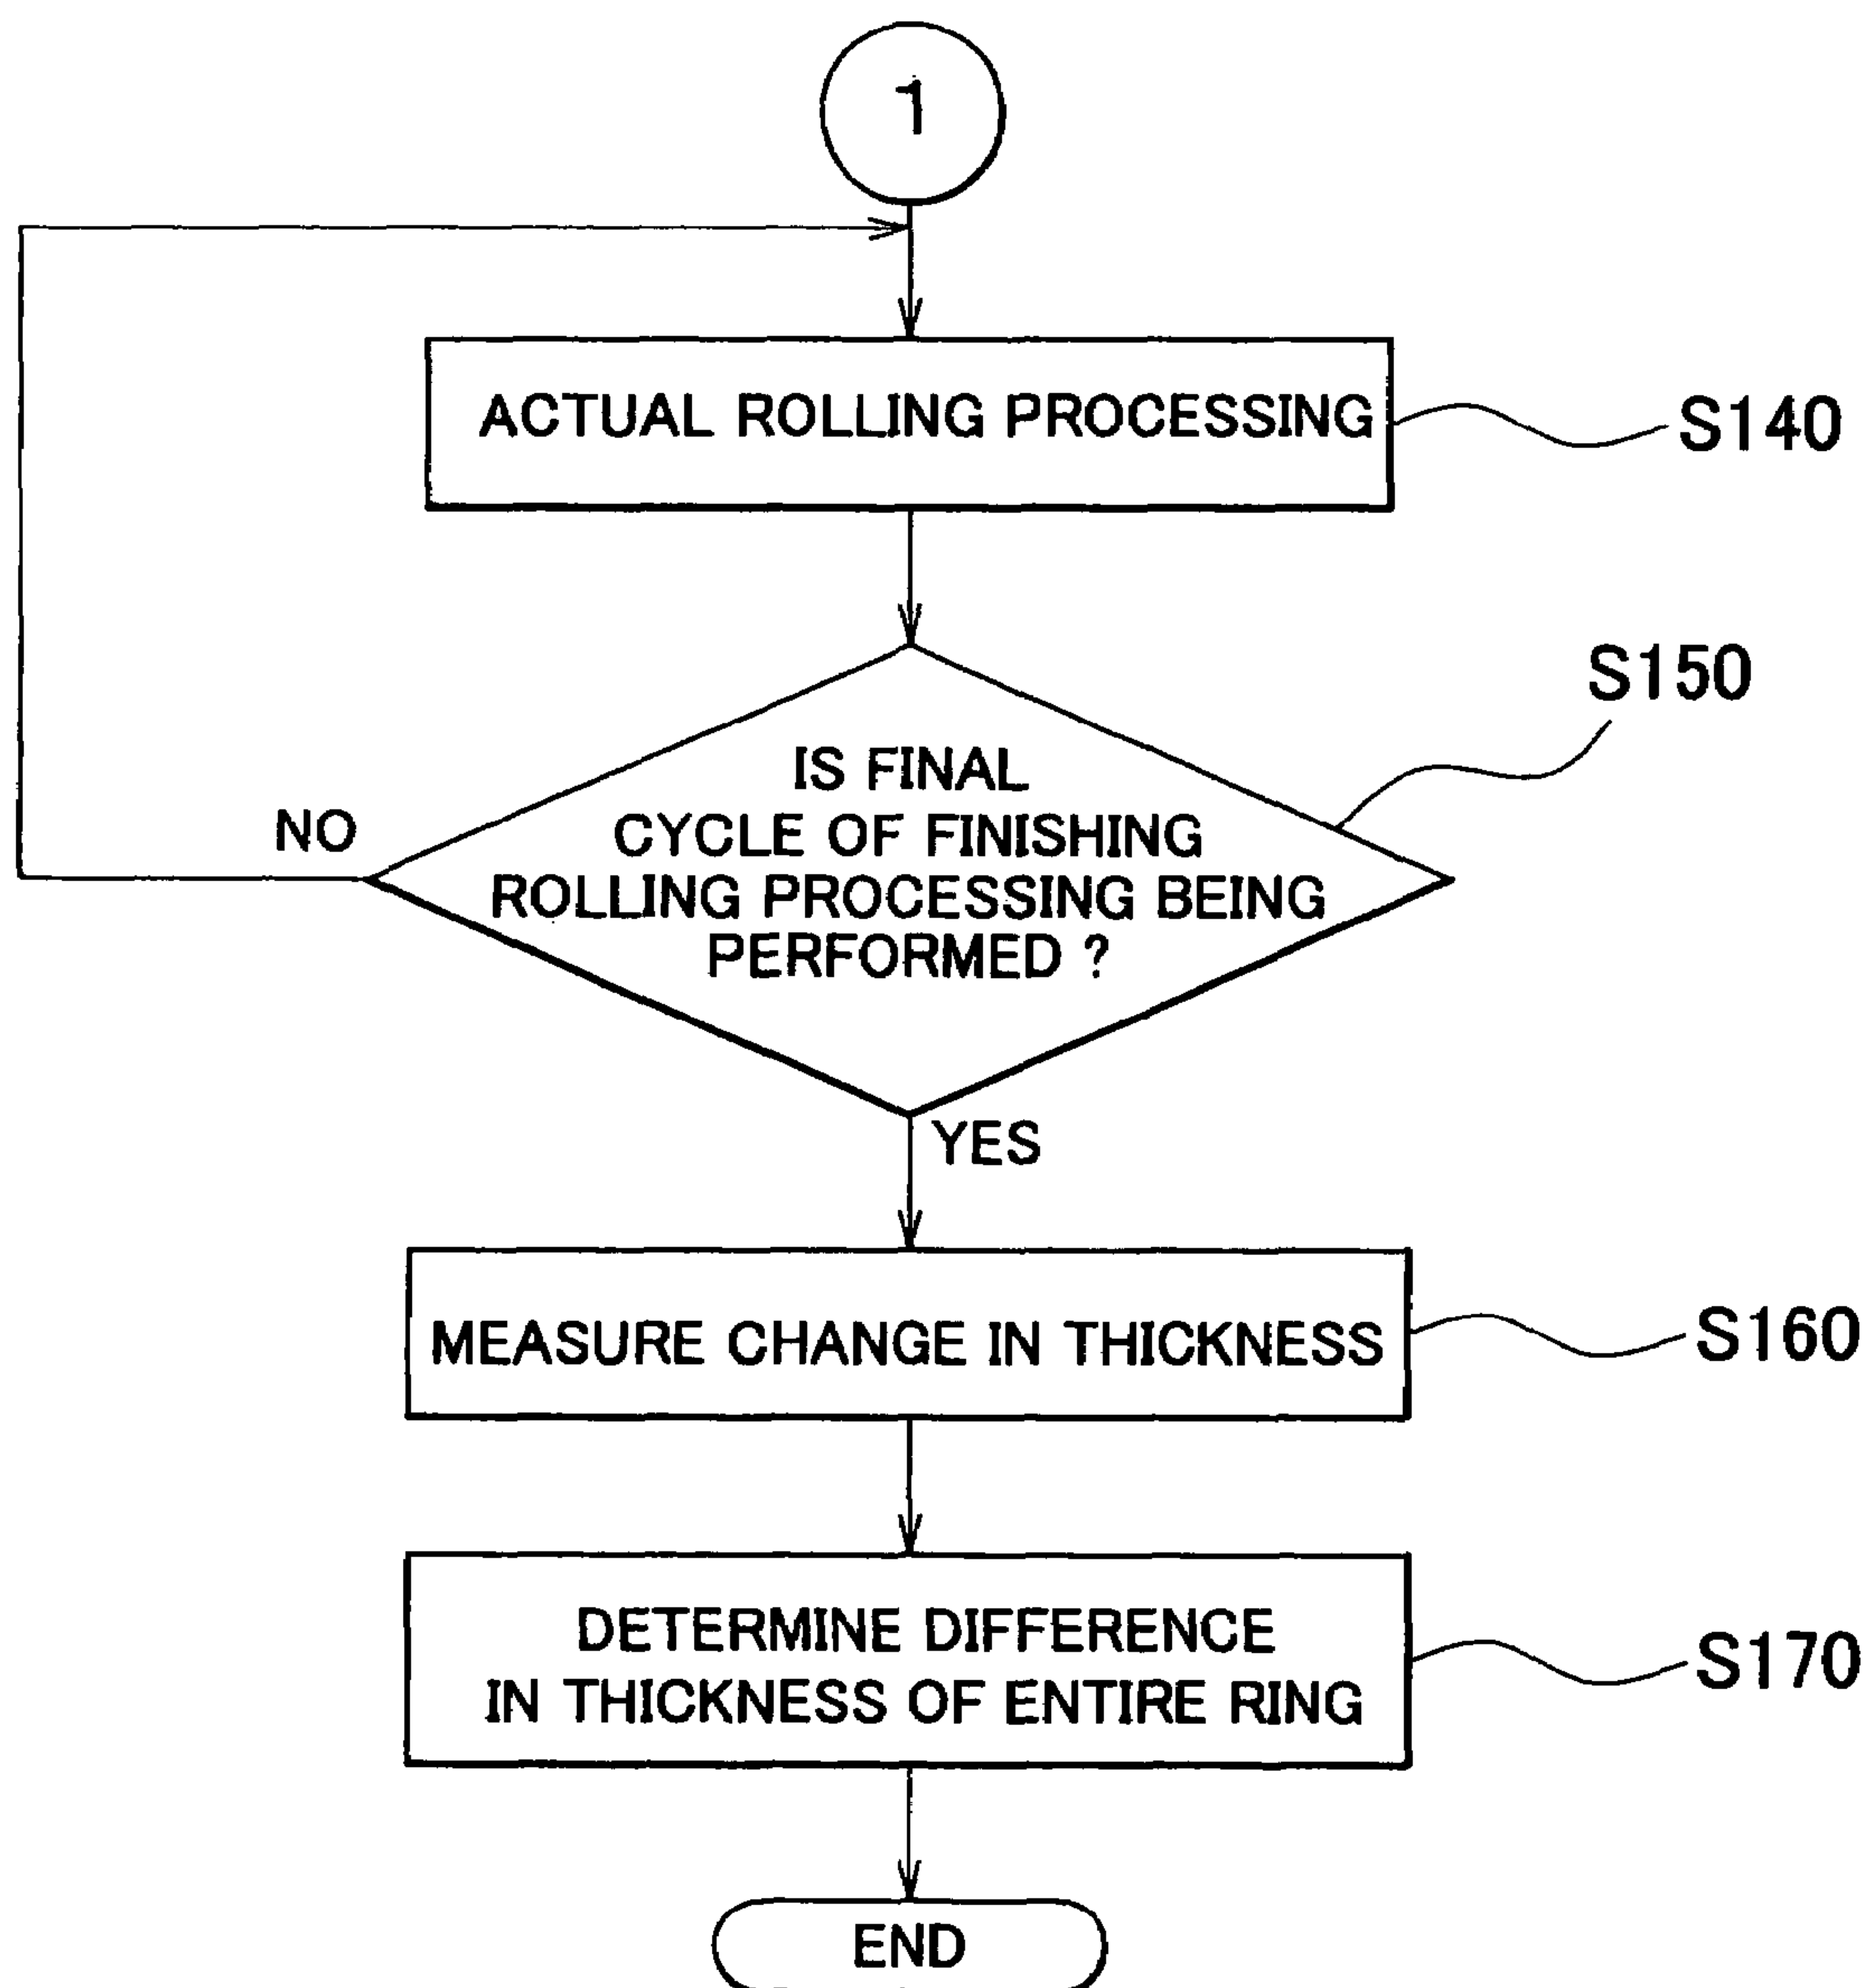 1
ACTUAL ROLLING PROCESSING
S140
S150
IS FINAL
CYCLE OF FINISHING
ROLLING PROCESSING BEING
PERFORMED ?
NO
YES
MEASURE CHANGE IN THICKNESS
S160
DETERMINE DIFFERENCE
IN THICKNESS OF ENTIRE RING
S170
END